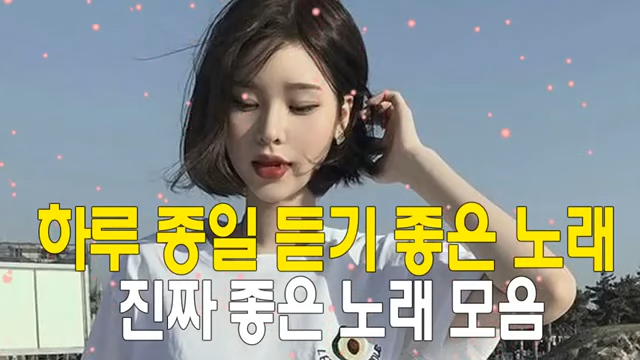 하루 종일 듣기 좋은 노래
진짜 좋은 노래 모음